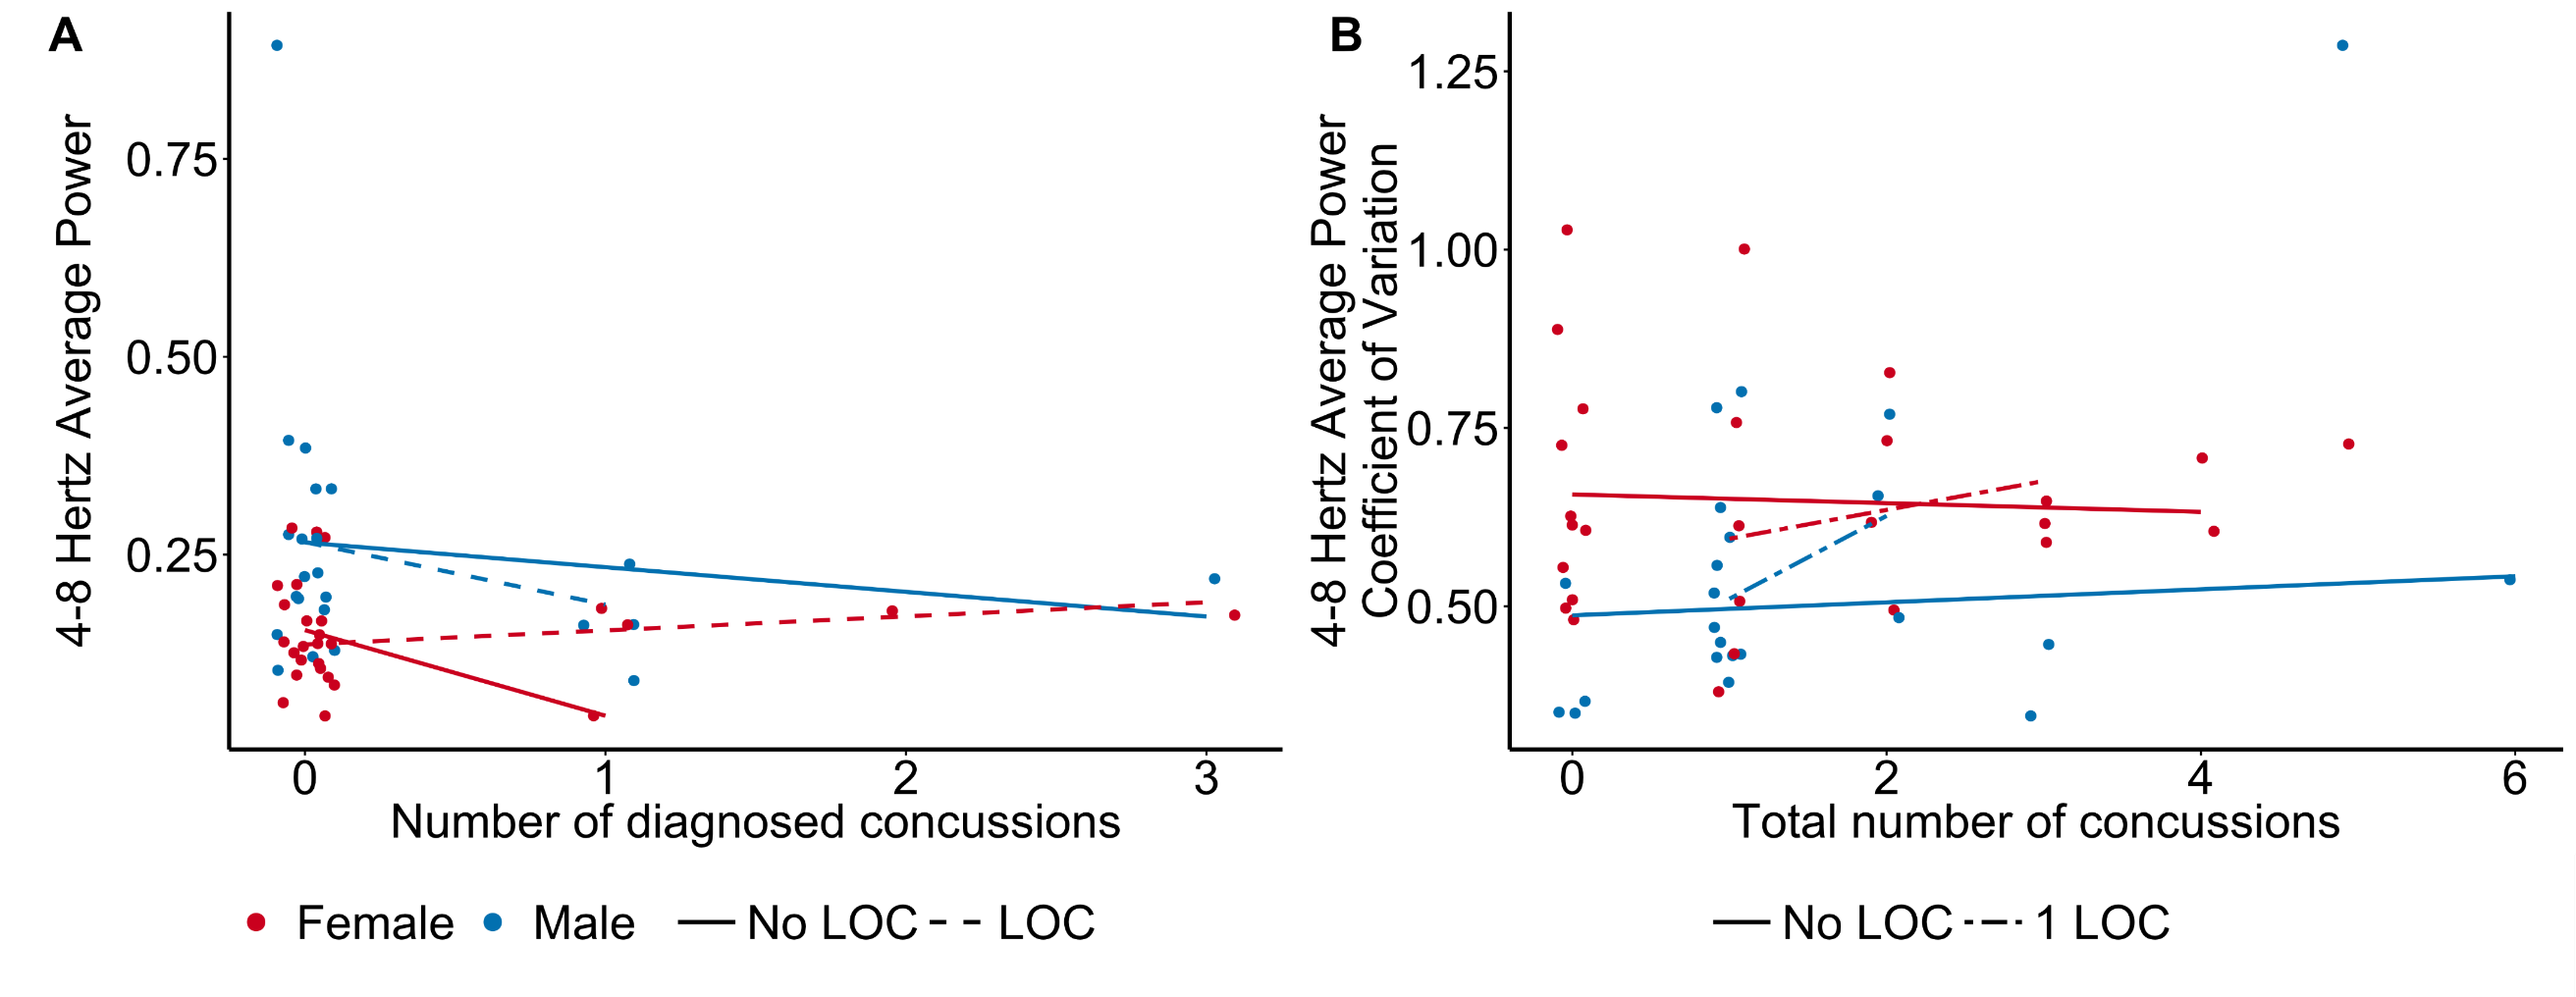 A
4-8 Hertz Average Power
0.75
0.50
0.25
0 1 2 3
Number of diagnosed concussions
Female Male No LOC LOC
B
4-8 Hertz Average Power
Coefficient of Variation
1.25
1.00
0.75
0.50
0 2 4 6
Total number of concussions
No LOC 1 LOC